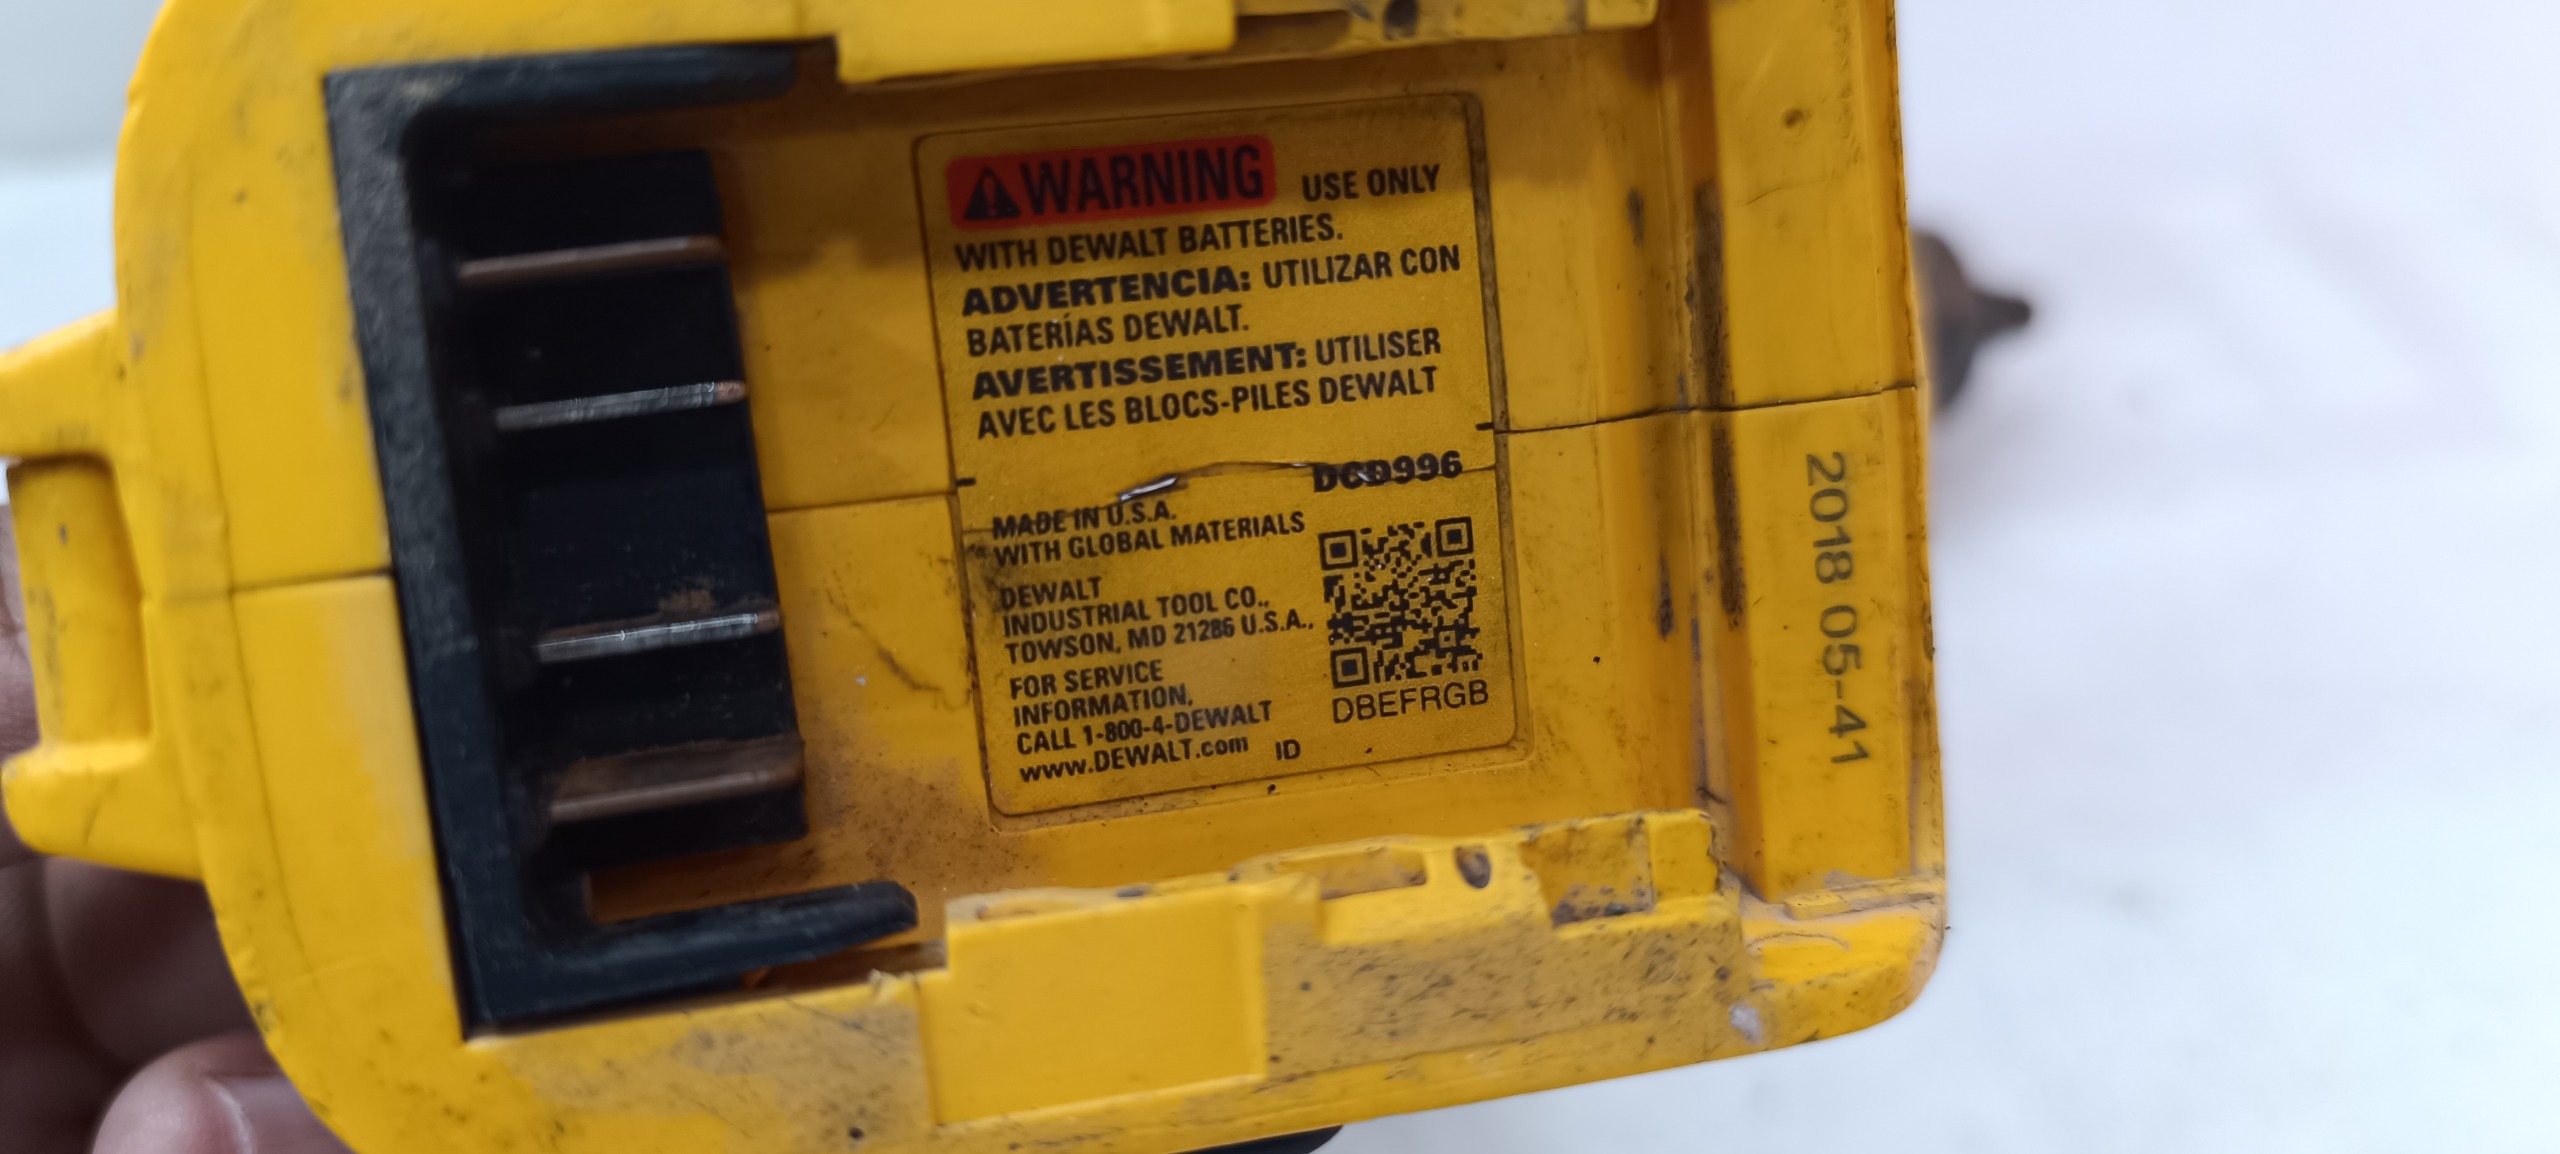 WARNING USE ONLY
WITH DEWALT BATTERIES.
ADVERTENCIA: UTILIZAR CON
BATERÍAS DEWALT.
AVERTISSEMENT: UTILISER
AVEC LES BLOCS-PILES DEWALT
DCD996
MADE IN U.S.A.
WITH GLOBAL MATERIALS
DEWALT
INDUSTRIAL TOOL CO.,
TOWSON, MD 21286 U.S.A.,
FOR SERVICE
INFORMATION,
CALL 1-800-4-DEWALT
www.DEWALT.com ID
DBEFRGB
2018 05-41